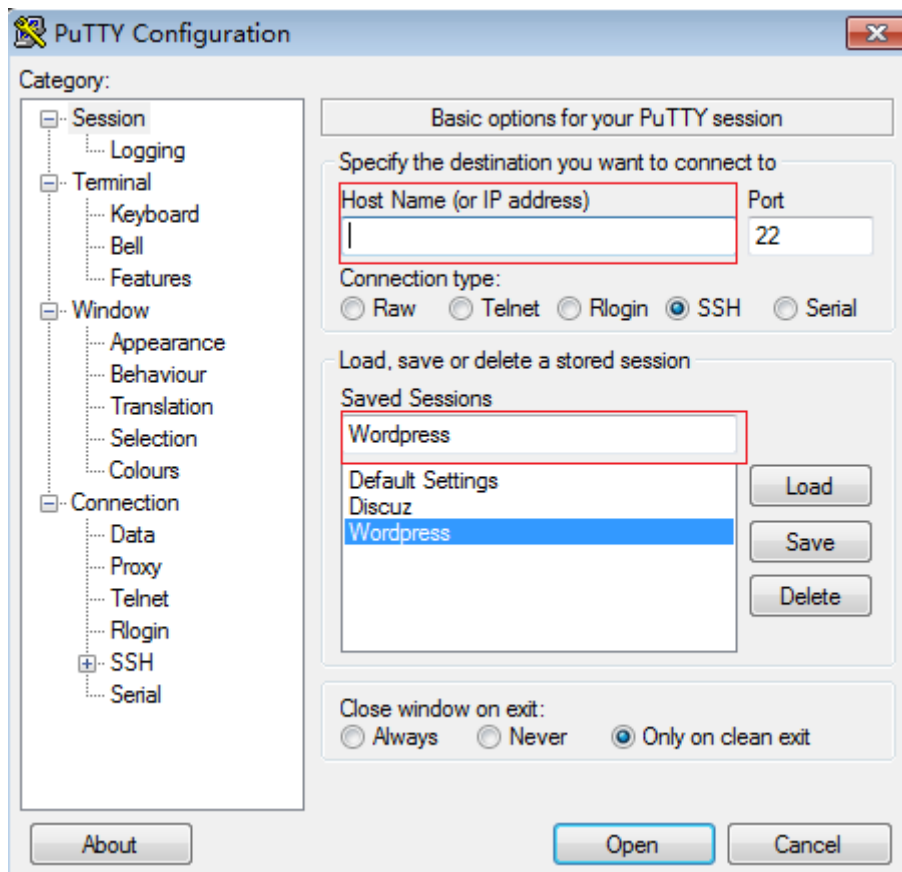 PuTTY Configuration
Category:
Session
Logging
Terminal
Keyboard
Bell
Features
Window
Appearance
Behaviour
Translation
Selection
Colours
Connection
Data
Proxy
Telnet
Rlogin
SSH
Serial
Basic options for your PuTTY session
Specify the destination you want to connect to
Host Name (or IP address) Port
22
Connection type:
Raw Telnet Rlogin SSH Serial
Load, save or delete a stored session
Saved Sessions
Wordpress
Default Settings
Discuz
Wordpress
Load
Save
Delete
Close window on exit:
Always Never Only on clean exit
About Open Cancel